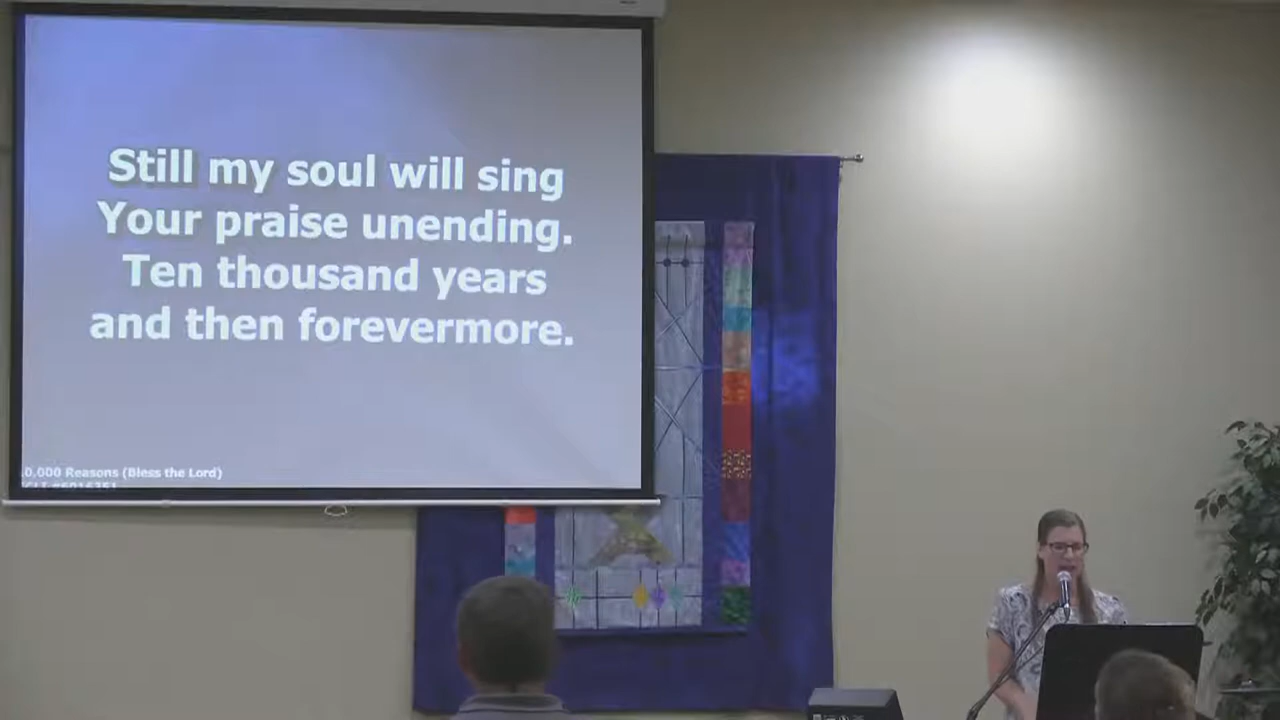 Still my soul will sing
Your praise unending.
Ten thousand years
and then forevermore.
0,000 Reasons (Bless the Lord)